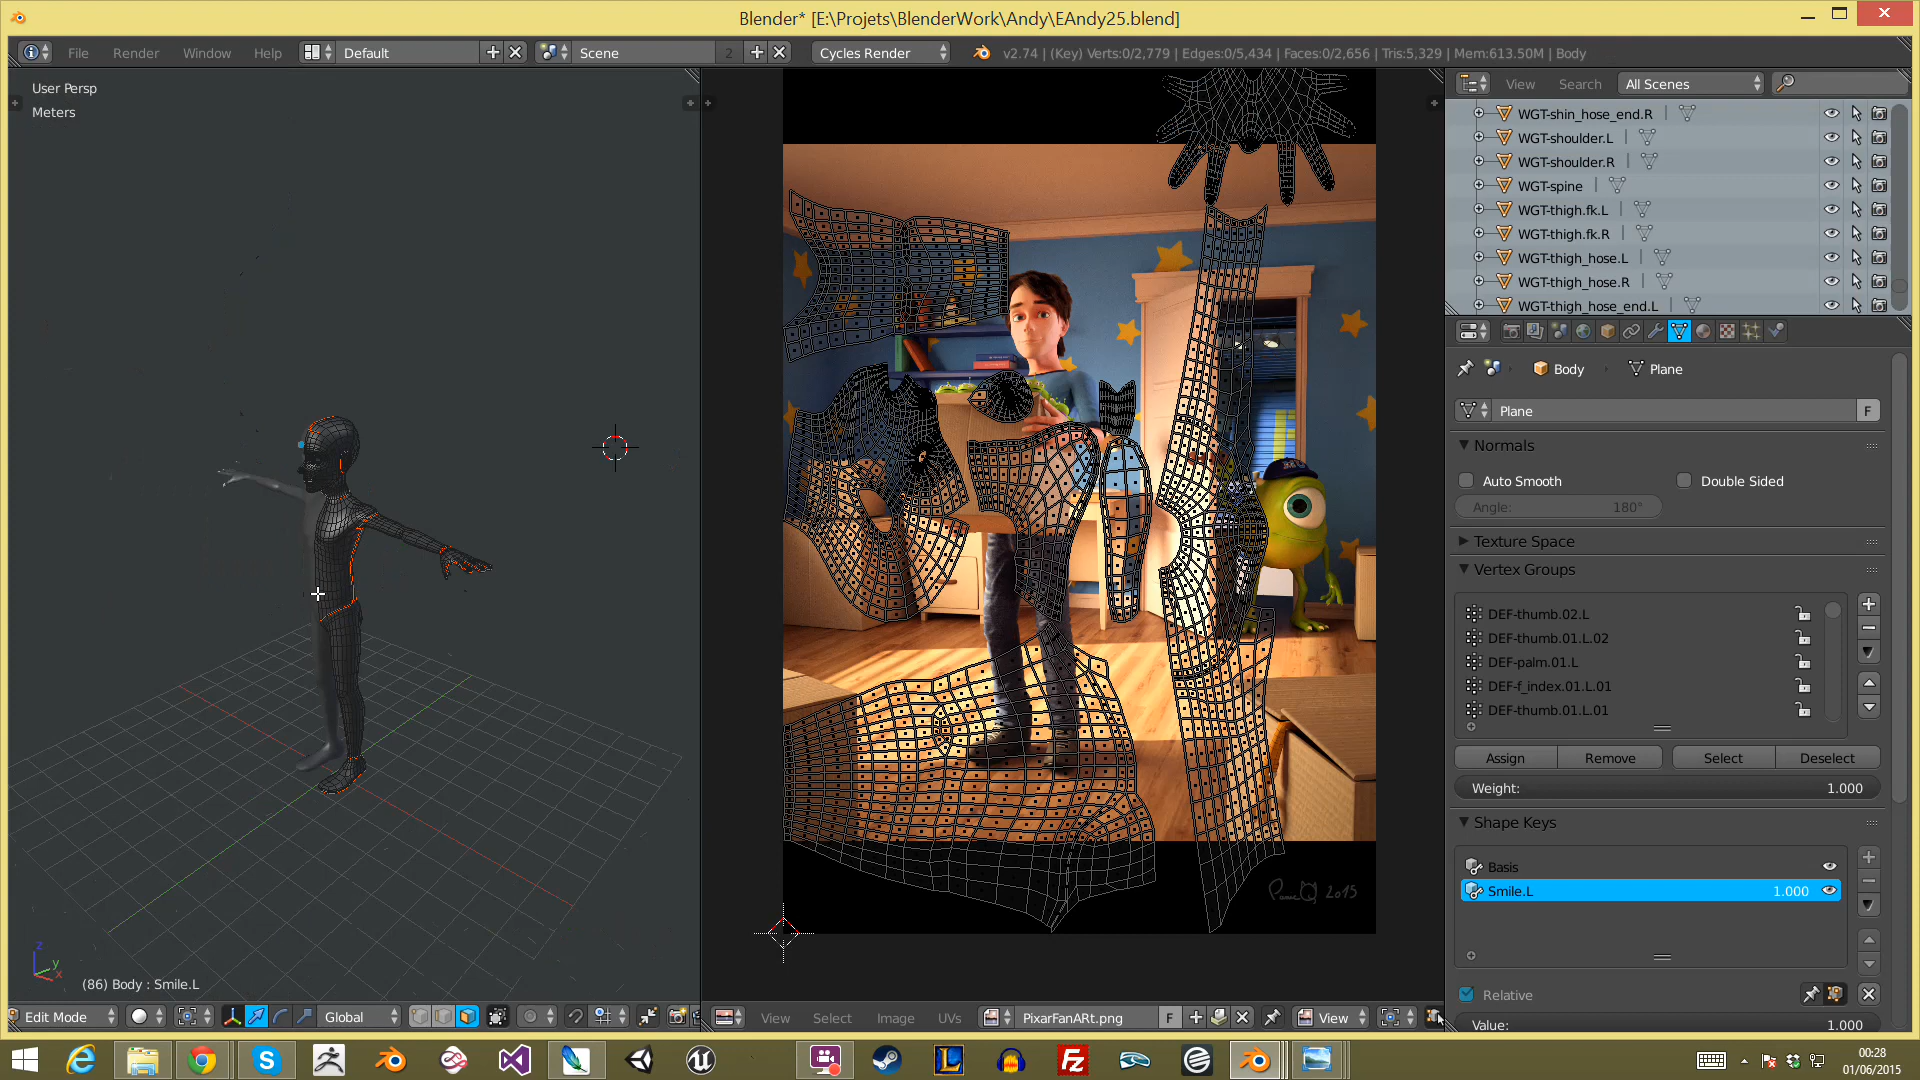 Blender* [E:\Projets\BlenderWork\Andy\EAndy25.blend]
File Render Window Help Default Scene 2 Cycles Render v2.74 | (Key) Verts:0/2,779 | Edges:0/5,434 | Faces:0/2,656 | Tris:5,329 | Mem:613.50M | Body
User Persp
Meters
(86) Body : Smile.L
Edit Mode Global
2015
View Select Image UVs PixarFanARt.png F View
View Search All Scenes
WGT-shin_hose_end.R
WGT-shoulder.L
WGT-shoulder.R
WGT-spine
WGT-thigh.fk.L
WGT-thigh.fk.R
WGT-thigh_hose.L
WGT-thigh_hose.R
WGT-thigh_hose_end.L
Body Plane
Plane F
Normals
Auto Smooth Double Sided
Angle: 180°
Texture Space
Vertex Groups
DEF-thumb.02.L
DEF-thumb.01.L.02
DEF-palm.01.L
DEF-f_index.01.L.01
DEF-thumb.01.L.01
Assign Remove Select Deselect
Weight: 1.000
Shape Keys
Basis
Smile.L 1.000
Relative
Value: 1.000
00:28
01/06/2015